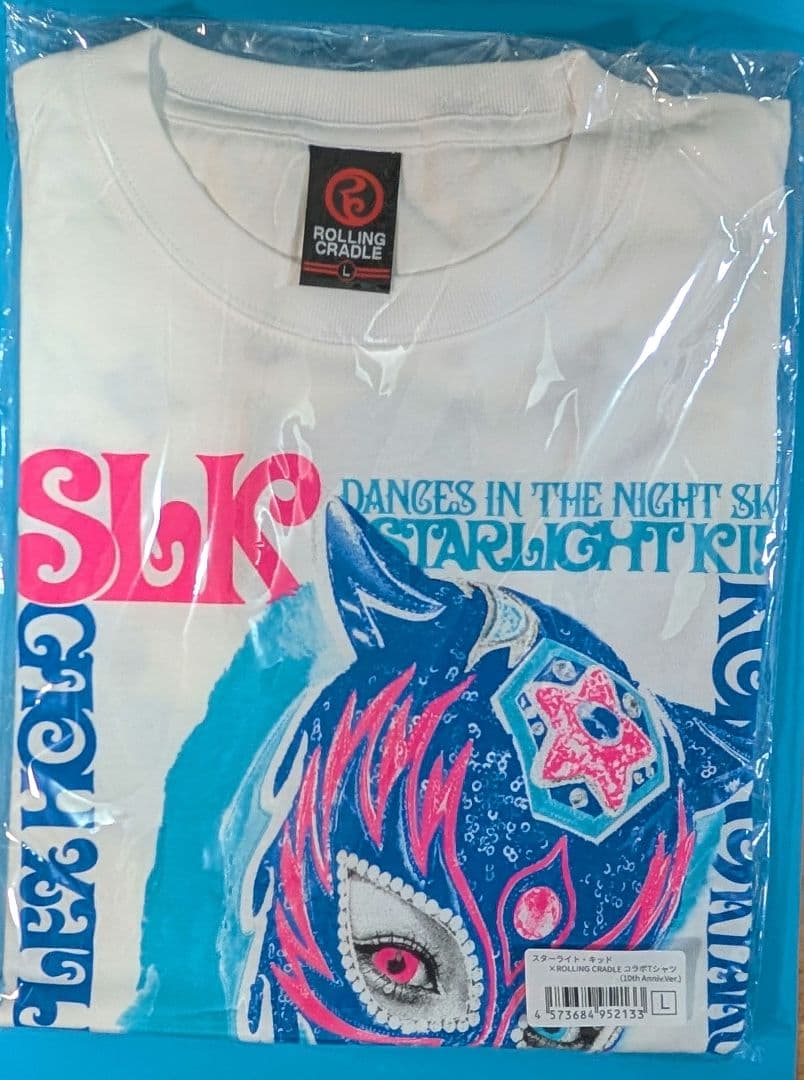 ROLLING
CRADLE
L
SLK
DANCES IN THE NIGHT SK
STARLIGHT KI
スターライト・キッド
×ROLLING CRADLE コラボTシャツ
(10th Anniv.Ver.)
4 573684 952133
L